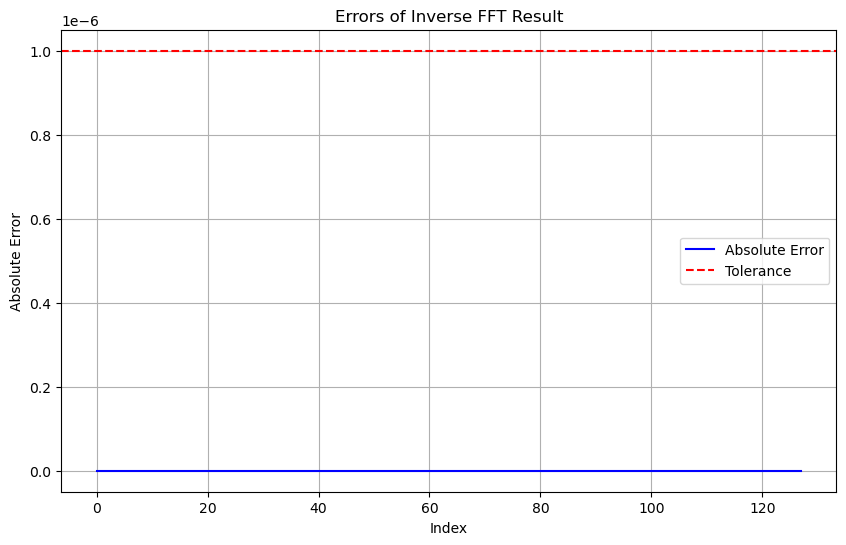 Errors of Inverse FFT Result
1e−6
1.0
0.8
0.6
0.4
0.2
0.0
Absolute Error
Absolute Error
Tolerance
0 20 40 60 80 100 120
Index